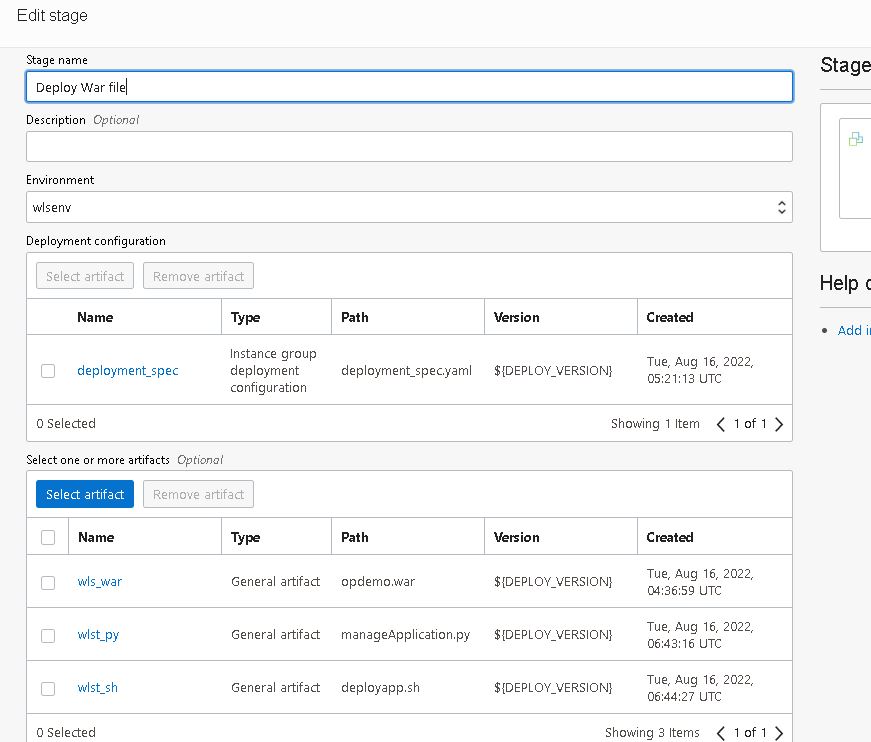 Edit stage
Stage name
Deploy War file
Description Optional
Environment
wlsenv
Deployment configuration
Select artifact Remove artifact
Name Type Path Version Created
deployment_spec Instance group deployment configuration deployment_spec.yaml ${DEPLOY_VERSION} Tue, Aug 16, 2022, 05:21:13 UTC
0 Selected Showing 1 Item 1 of 1
Select one or more artifacts Optional
Select artifact Remove artifact
Name Type Path Version Created
wls_war General artifact opdemo.war ${DEPLOY_VERSION} Tue, Aug 16, 2022, 04:36:59 UTC
wlst_py General artifact manageApplication.py ${DEPLOY_VERSION} Tue, Aug 16, 2022, 06:43:16 UTC
wlst_sh General artifact deployapp.sh ${DEPLOY_VERSION} Tue, Aug 16, 2022, 06:44:27 UTC
0 Selected Showing 3 Items 1 of 1
Stage
Help
Add